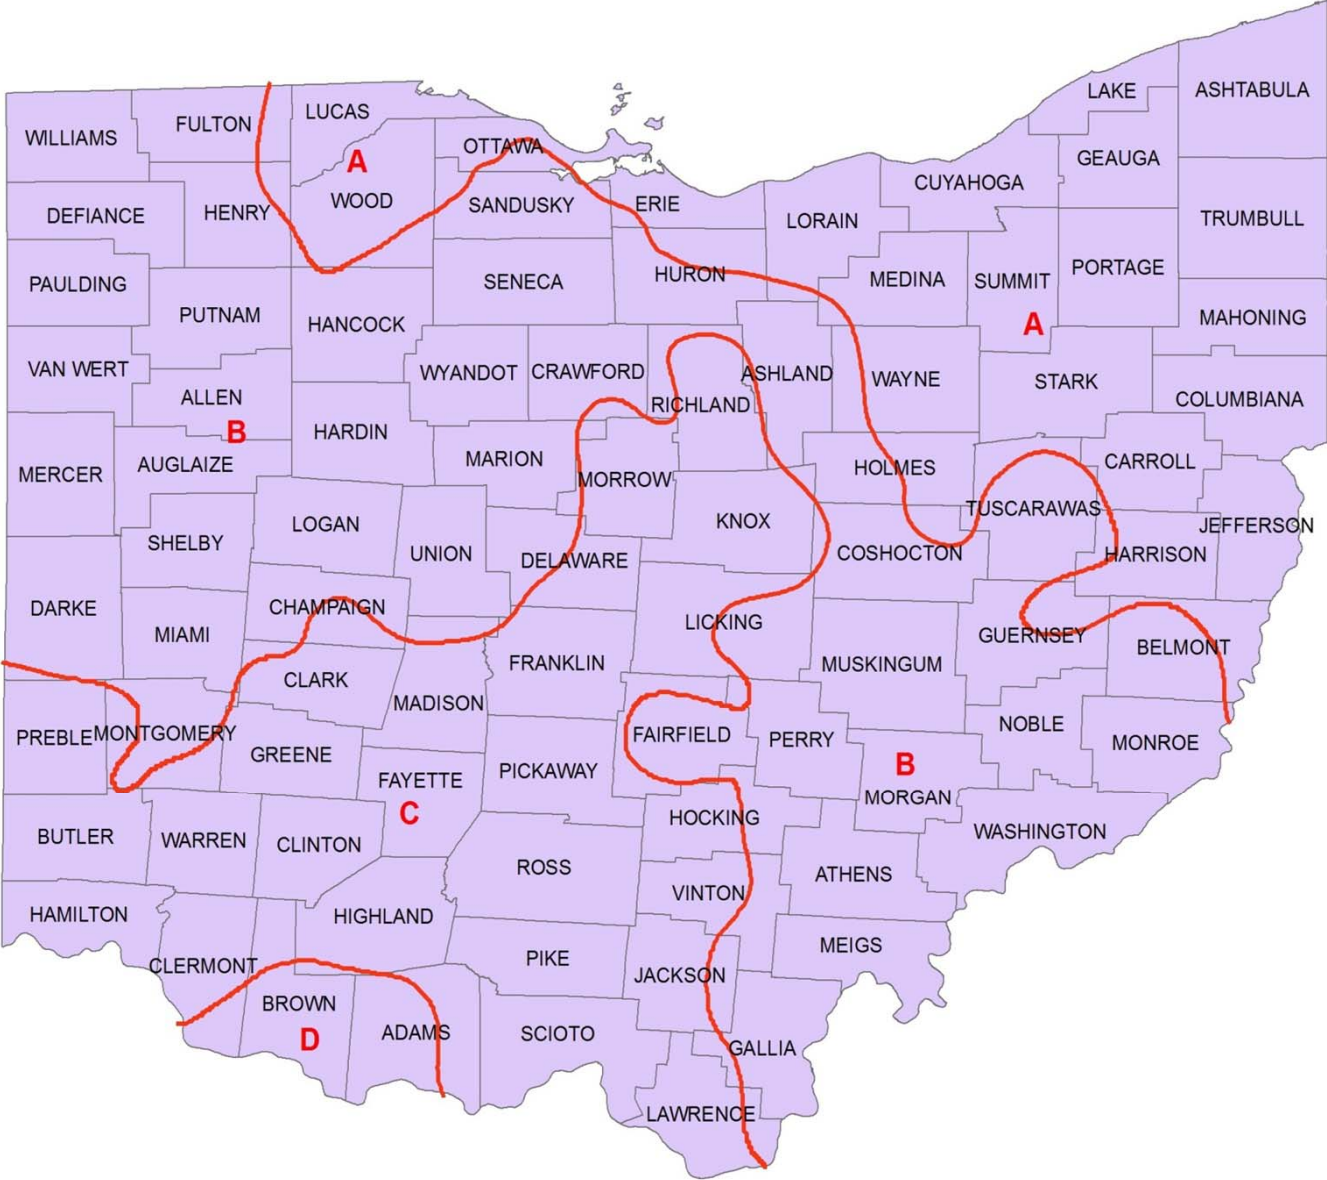 LAKE
ASHTABULA
LUCAS
FULTON
WILLIAMS
OTTAWA
GEAUGA
A
CUYAHOGA
WOOD
SANDUSKY
ERIE
HENRY
DEFIANCE
LORAIN
TRUMBULL
PORTAGE
HURON
MEDINA
SUMMIT
SENECA
PAULDING
PUTNAM
HANCOCK
A
MAHONING
VAN WERT
WYANDOT
CRAWFORD
ASHLAND
WAYNE
STARK
ALLEN
RICHLAND
COLUMBIANA
B
HARDIN
MERCER
AUGLAIZE
MARION
HOLMES
CARROLL
MORROW
TUSCARAWAS
LOGAN
KNOX
JEFFERSON
SHELBY
UNION
DELAWARE
COSHOCTON
HARRISON
DARKE
CHAMPAIGN
MIAMI
LICKING
GUERNSEY
BELMONT
FRANKLIN
MUSKINGUM
CLARK
MADISON
NOBLE
PREBLE
MONTGOMERY
FAIRFIELD
PERRY
MONROE
GREENE
B
PICKAWAY
FAYETTE
MORGAN
C
HOCKING
BUTLER
WARREN
CLINTON
WASHINGTON
ROSS
ATHENS
VINTON
HAMILTON
HIGHLAND
MEIGS
CLERMONT
PIKE
JACKSON
BROWN
ADAMS
SCIOTO
D
GALLIA
LAWRENCE